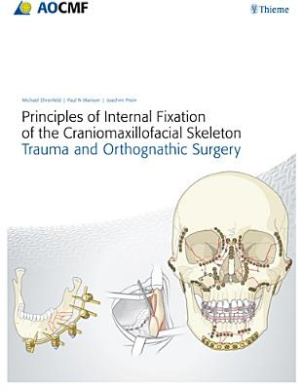 AOCMF
Thieme
Michael Ehrenfeld | Paul N Manson | Joachim Prein
Principles of Internal Fixation
of the Craniomaxillofacial Skeleton
Trauma and Orthognathic Surgery